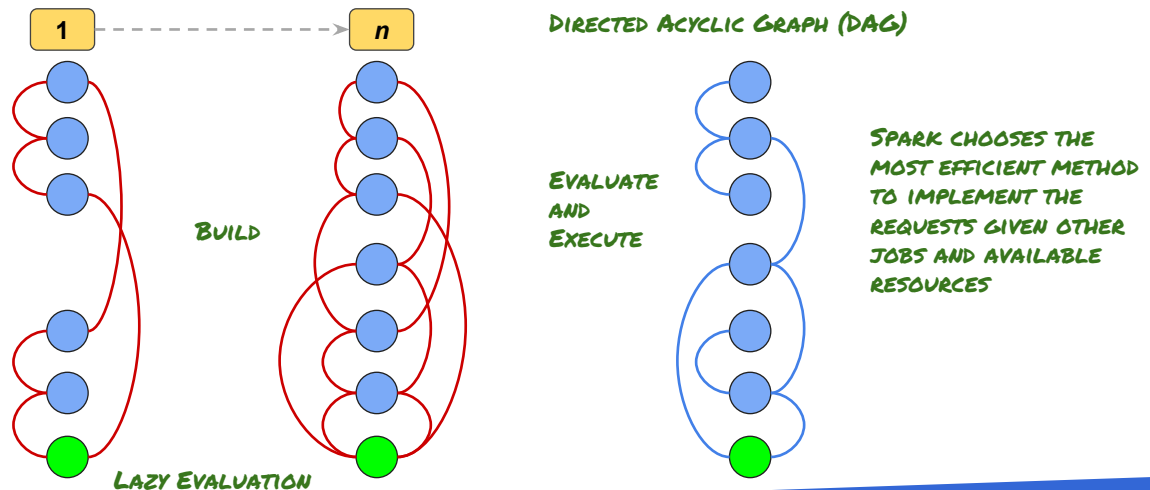 1
n
Directed Acyclic Graph (DAG)
Build
Evaluate
and
Execute
Spark chooses the
most efficient method
to implement the
requests given other
jobs and available
resources
Lazy Evaluation